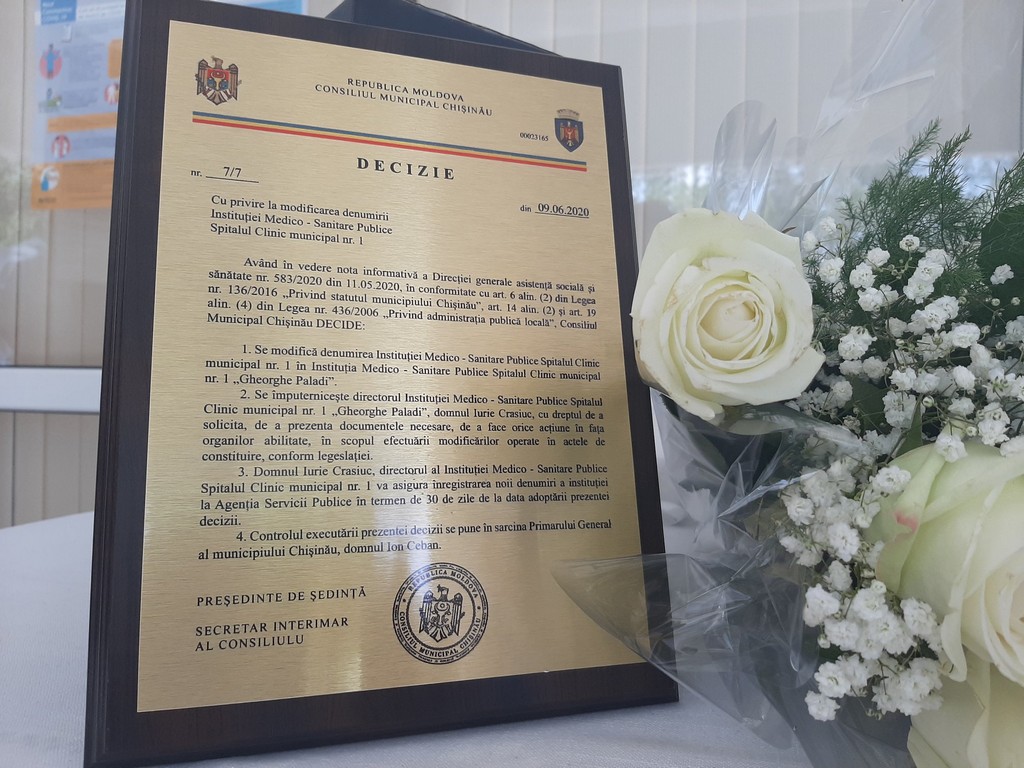 REPUBLICA MOLDOVA
CONSILIUL MUNICIPAL CHIȘINĂU
00023165
DECIZIE
nr. 7/7
din 09.06.2020
Cu privire la modificarea denumirii
Instituției Medico - Sanitare Publice
Spitalul Clinic municipal nr. 1
Având în vedere nota informativă a Direcției generale asistență socială și
sănătate nr. 583/2020 din 11.05.2020, în conformitate cu art. 6 alin. (2) din Legea
nr. 136/2016 „Privind statutul municipiului Chișinău”, art. 14 alin. (2) și art. 19
alin. (4) din Legea nr. 436/2006 „Privind administrația publică locală”, Consiliul
Municipal Chișinău DECIDE:
1. Se modifică denumirea Instituției Medico - Sanitare Publice Spitalul Clinic
municipal nr. 1 în Instituția Medico - Sanitare Publice Spitalul Clinic municipal
nr. 1 „Gheorghe Paladi”.
2. Se împuternicește directorul Instituției Medico - Sanitare Publice Spitalul
Clinic municipal nr. 1 „Gheorghe Paladi”, domnul Iurie Crasiuc, cu dreptul de a
solicita, de a prezenta documentele necesare, de a face orice acțiune în fața
organilor abilitate, în scopul efectuării modificărilor operate în actele de
constituire, conform legeslației.
3. Domnul Iurie Crasiuc, directorul al Instituției Medico - Sanitare Publice
Spitalul Clinic municipal nr. 1 va asigura înregistrarea noii denumiri a instituției
la Agenția Servicii Publice în termen de 30 de zile de la data adoptării prezentei
decizii.
4. Controlul executării prezentei decizii se pune în sarcina Primarului General
al municipiului Chișinău, domnul Ion Ceban.
PREȘEDINTE DE ȘEDINȚĂ
SECRETAR INTERIMAR
AL CONSILIULU
REPUBLICA MOLDOVA
CONSILIUL MUNICIPAL CHIȘINĂU